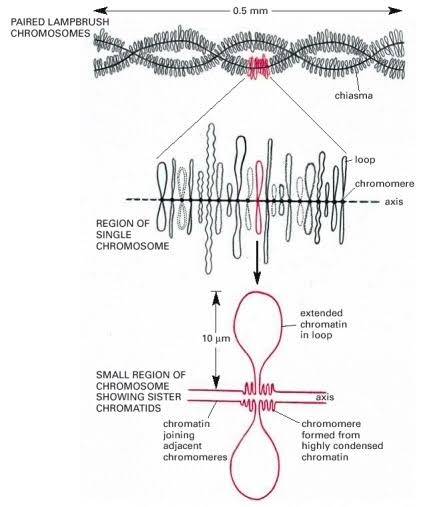 0.5 mm
PAIRED LAMPBRUSH
CHROMOSOMES
chiasma
loop
chromomere
axis
REGION OF
SINGLE
CHROMOSOME
extended
chromatin
in loop
10 μm
SMALL REGION OF
CHROMOSOME
SHOWING SISTER
CHROMATIDS
axis
chromatin
joining
adjacent
chromomeres
chromomere
formed from
highly condensed
chromatin